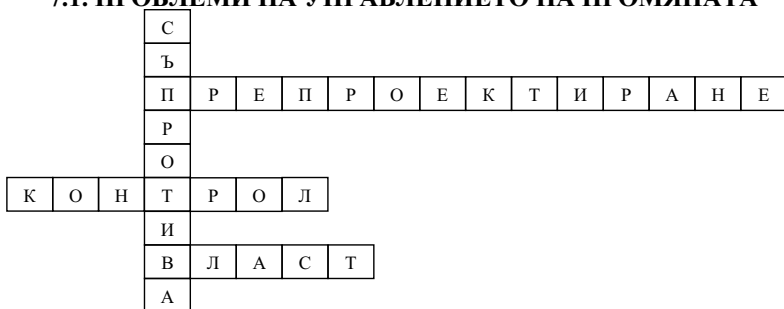 7.1. ПРОБЛЕМИ НА УПРАВЛЕНИЕТО НА ПРОМЯНАТА
С
Ъ
П Р Е П Р О Е К Т И Р А Н Е
Р
О
К О Н Т Р О Л
И
В Л А С Т
А